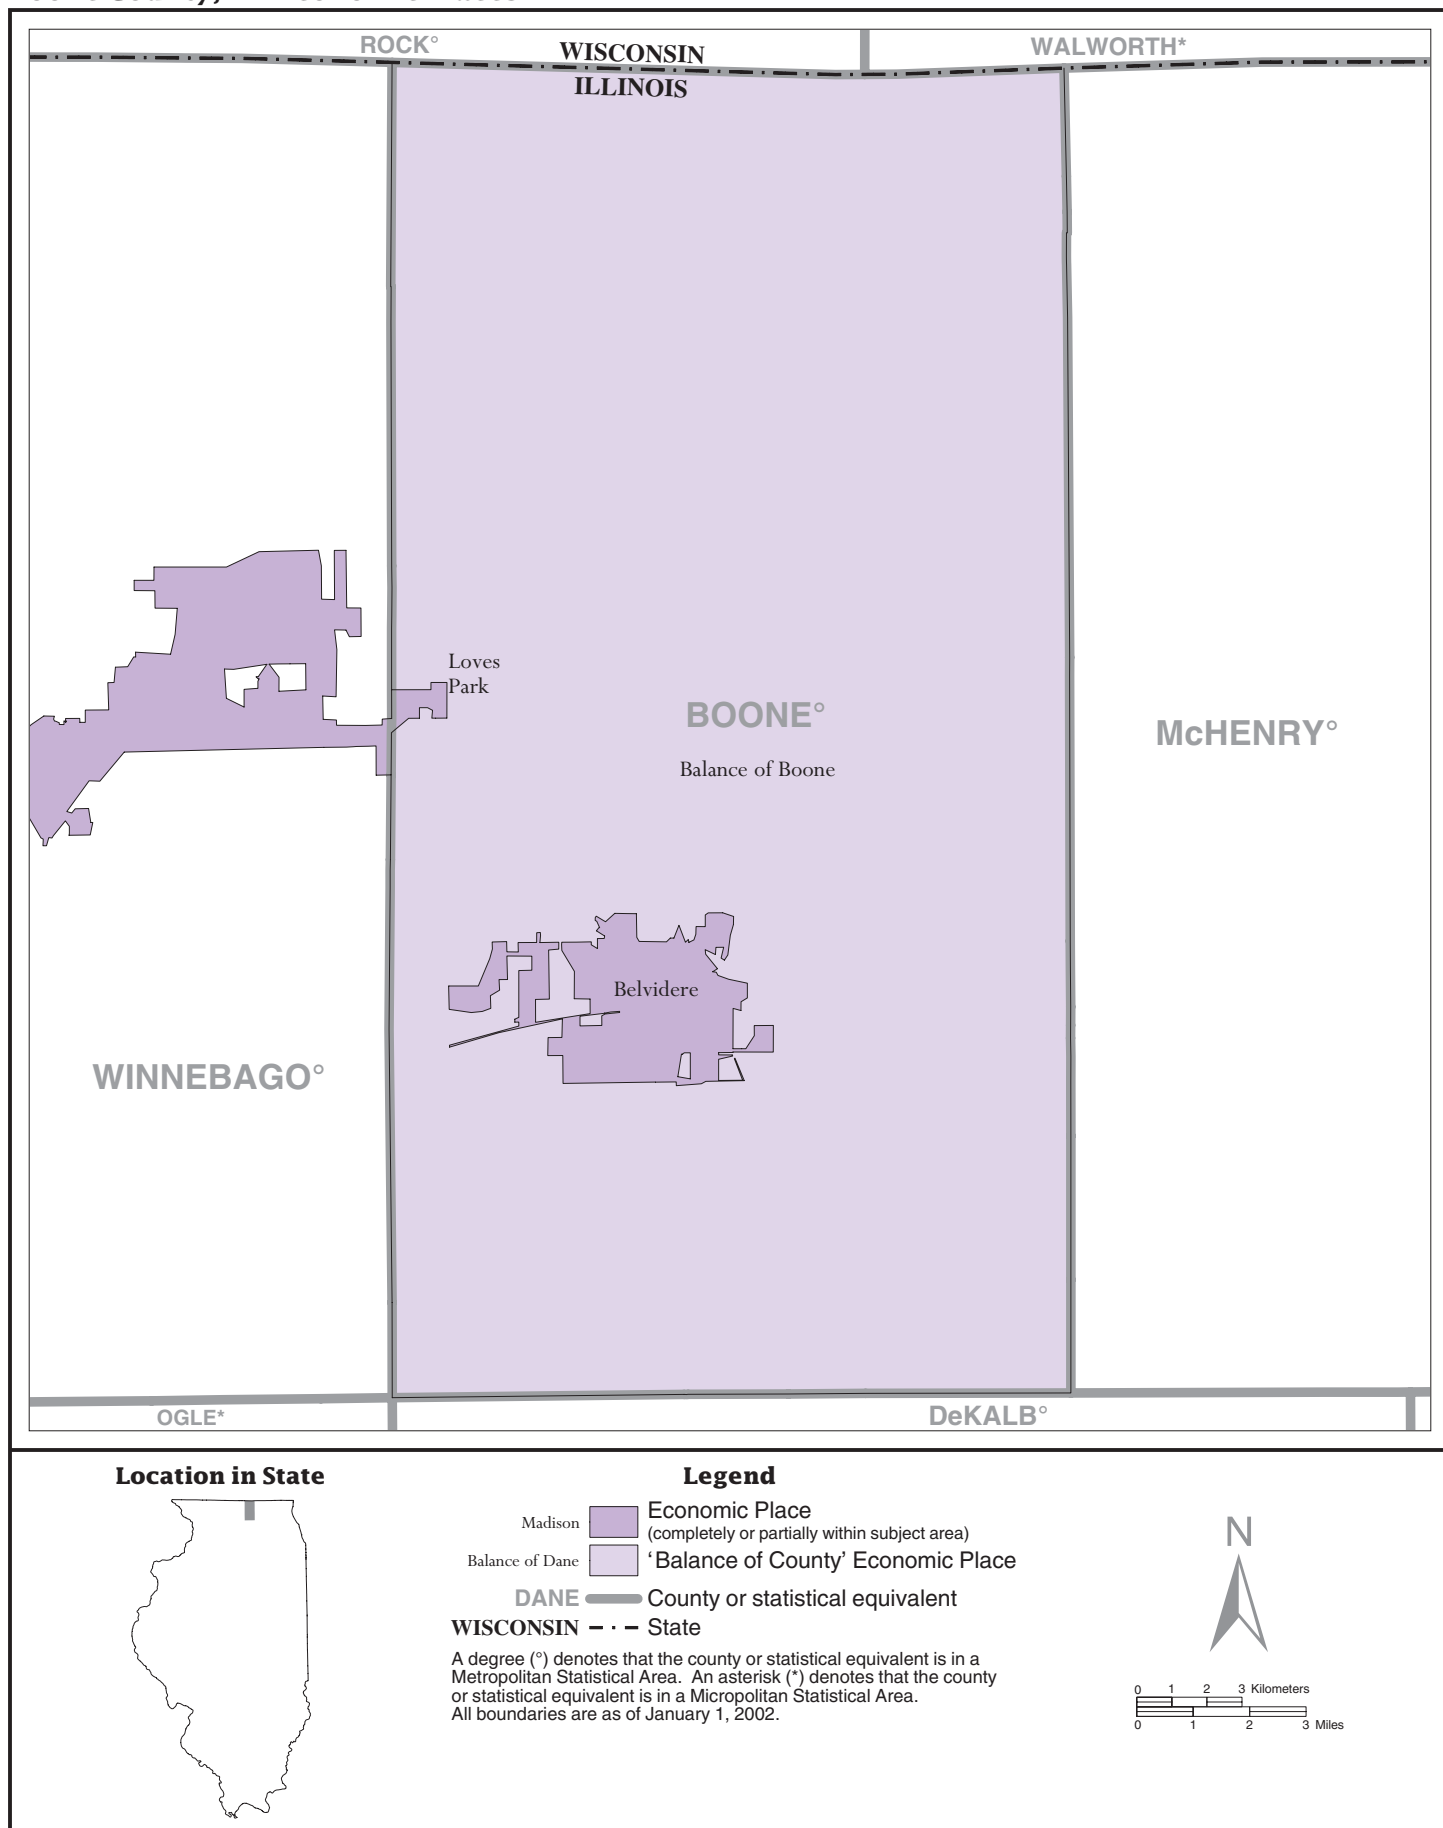 ROCK°
WISCONSIN
WALWORTH*
ILLINOIS
Loves
Park
BOONE°
McHENRY°
Balance of Boone
Belvidere
WINNEBAGO°
OGLE*
DeKALB°
Location in State
Legend
Madison
Economic Place
(completely or partially within subject area)
Balance of Dane
‘Balance of County’ Economic Place
DANE
County or statistical equivalent
WISCONSIN
State
A degree (°) denotes that the county or statistical equivalent is in a
Metropolitan Statistical Area. An asterisk (*) denotes that the county
or statistical equivalent is in a Micropolitan Statistical Area.
All boundaries are as of January 1, 2002.
N
0 1 2 3 Kilometers
0 1 2 3 Miles